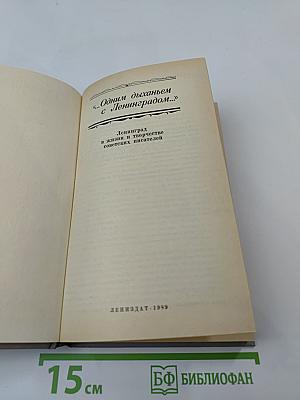 «...Одним дыханьем
с Ленинградом...»
Ленинград
в жизни и творчестве
советских писателей
ЛЕНИЗДАТ · 1989
15 см
БФ БИБЛИОФАН